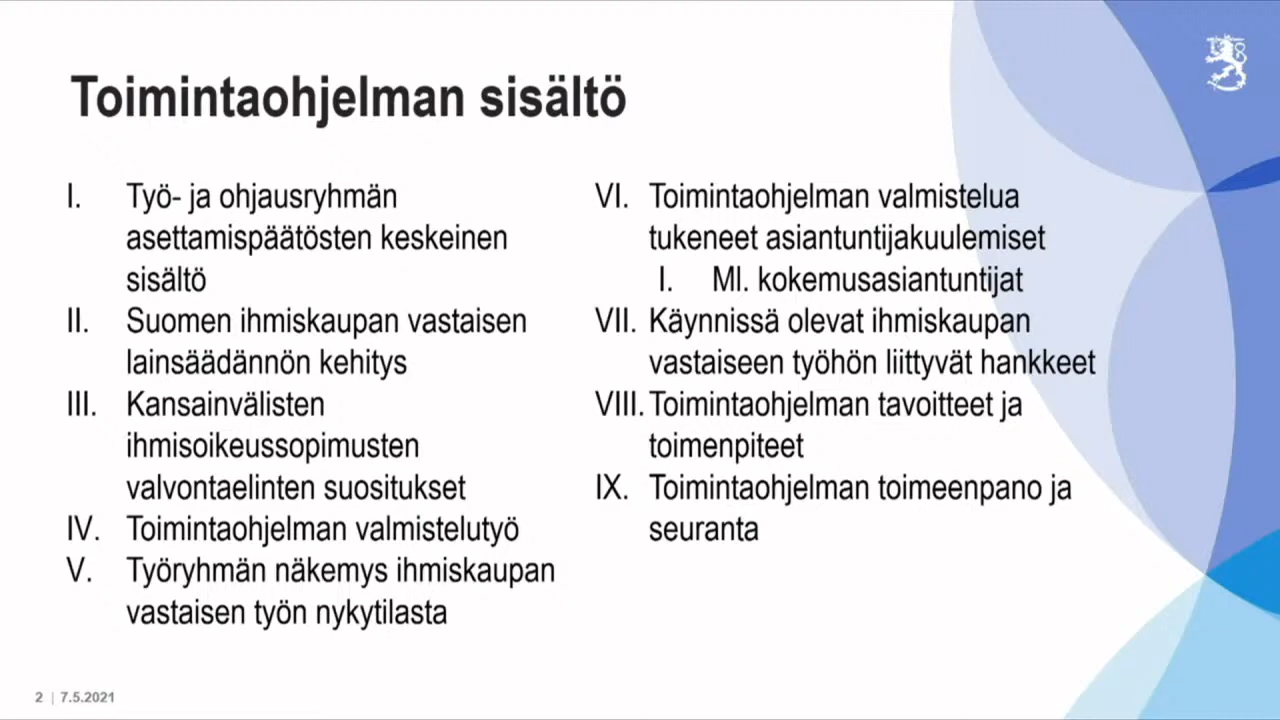 Toimintaohjelman sisältö
I. Työ- ja ohjausryhmän
asettamispäätösten keskeinen
sisältö
II. Suomen ihmiskaupan vastaisen
lainsäädännön kehitys
III. Kansainvälisten
ihmisoikeussopimusten
valvontaelinten suositukset
IV. Toimintaohjelman valmistelutyö
V. Työryhmän näkemys ihmiskaupan
vastaisen työn nykytilasta
VI. Toimintaohjelman valmistelua
tukeneet asiantuntijakuulemiset
I. Ml. kokemusasiantuntijat
VII. Käynnissä olevat ihmiskaupan
vastaiseen työhön liittyvät hankkeet
VIII. Toimintaohjelman tavoitteet ja
toimenpiteet
IX. Toimintaohjelman toimeenpano ja
seuranta
2 | 7.5.2021